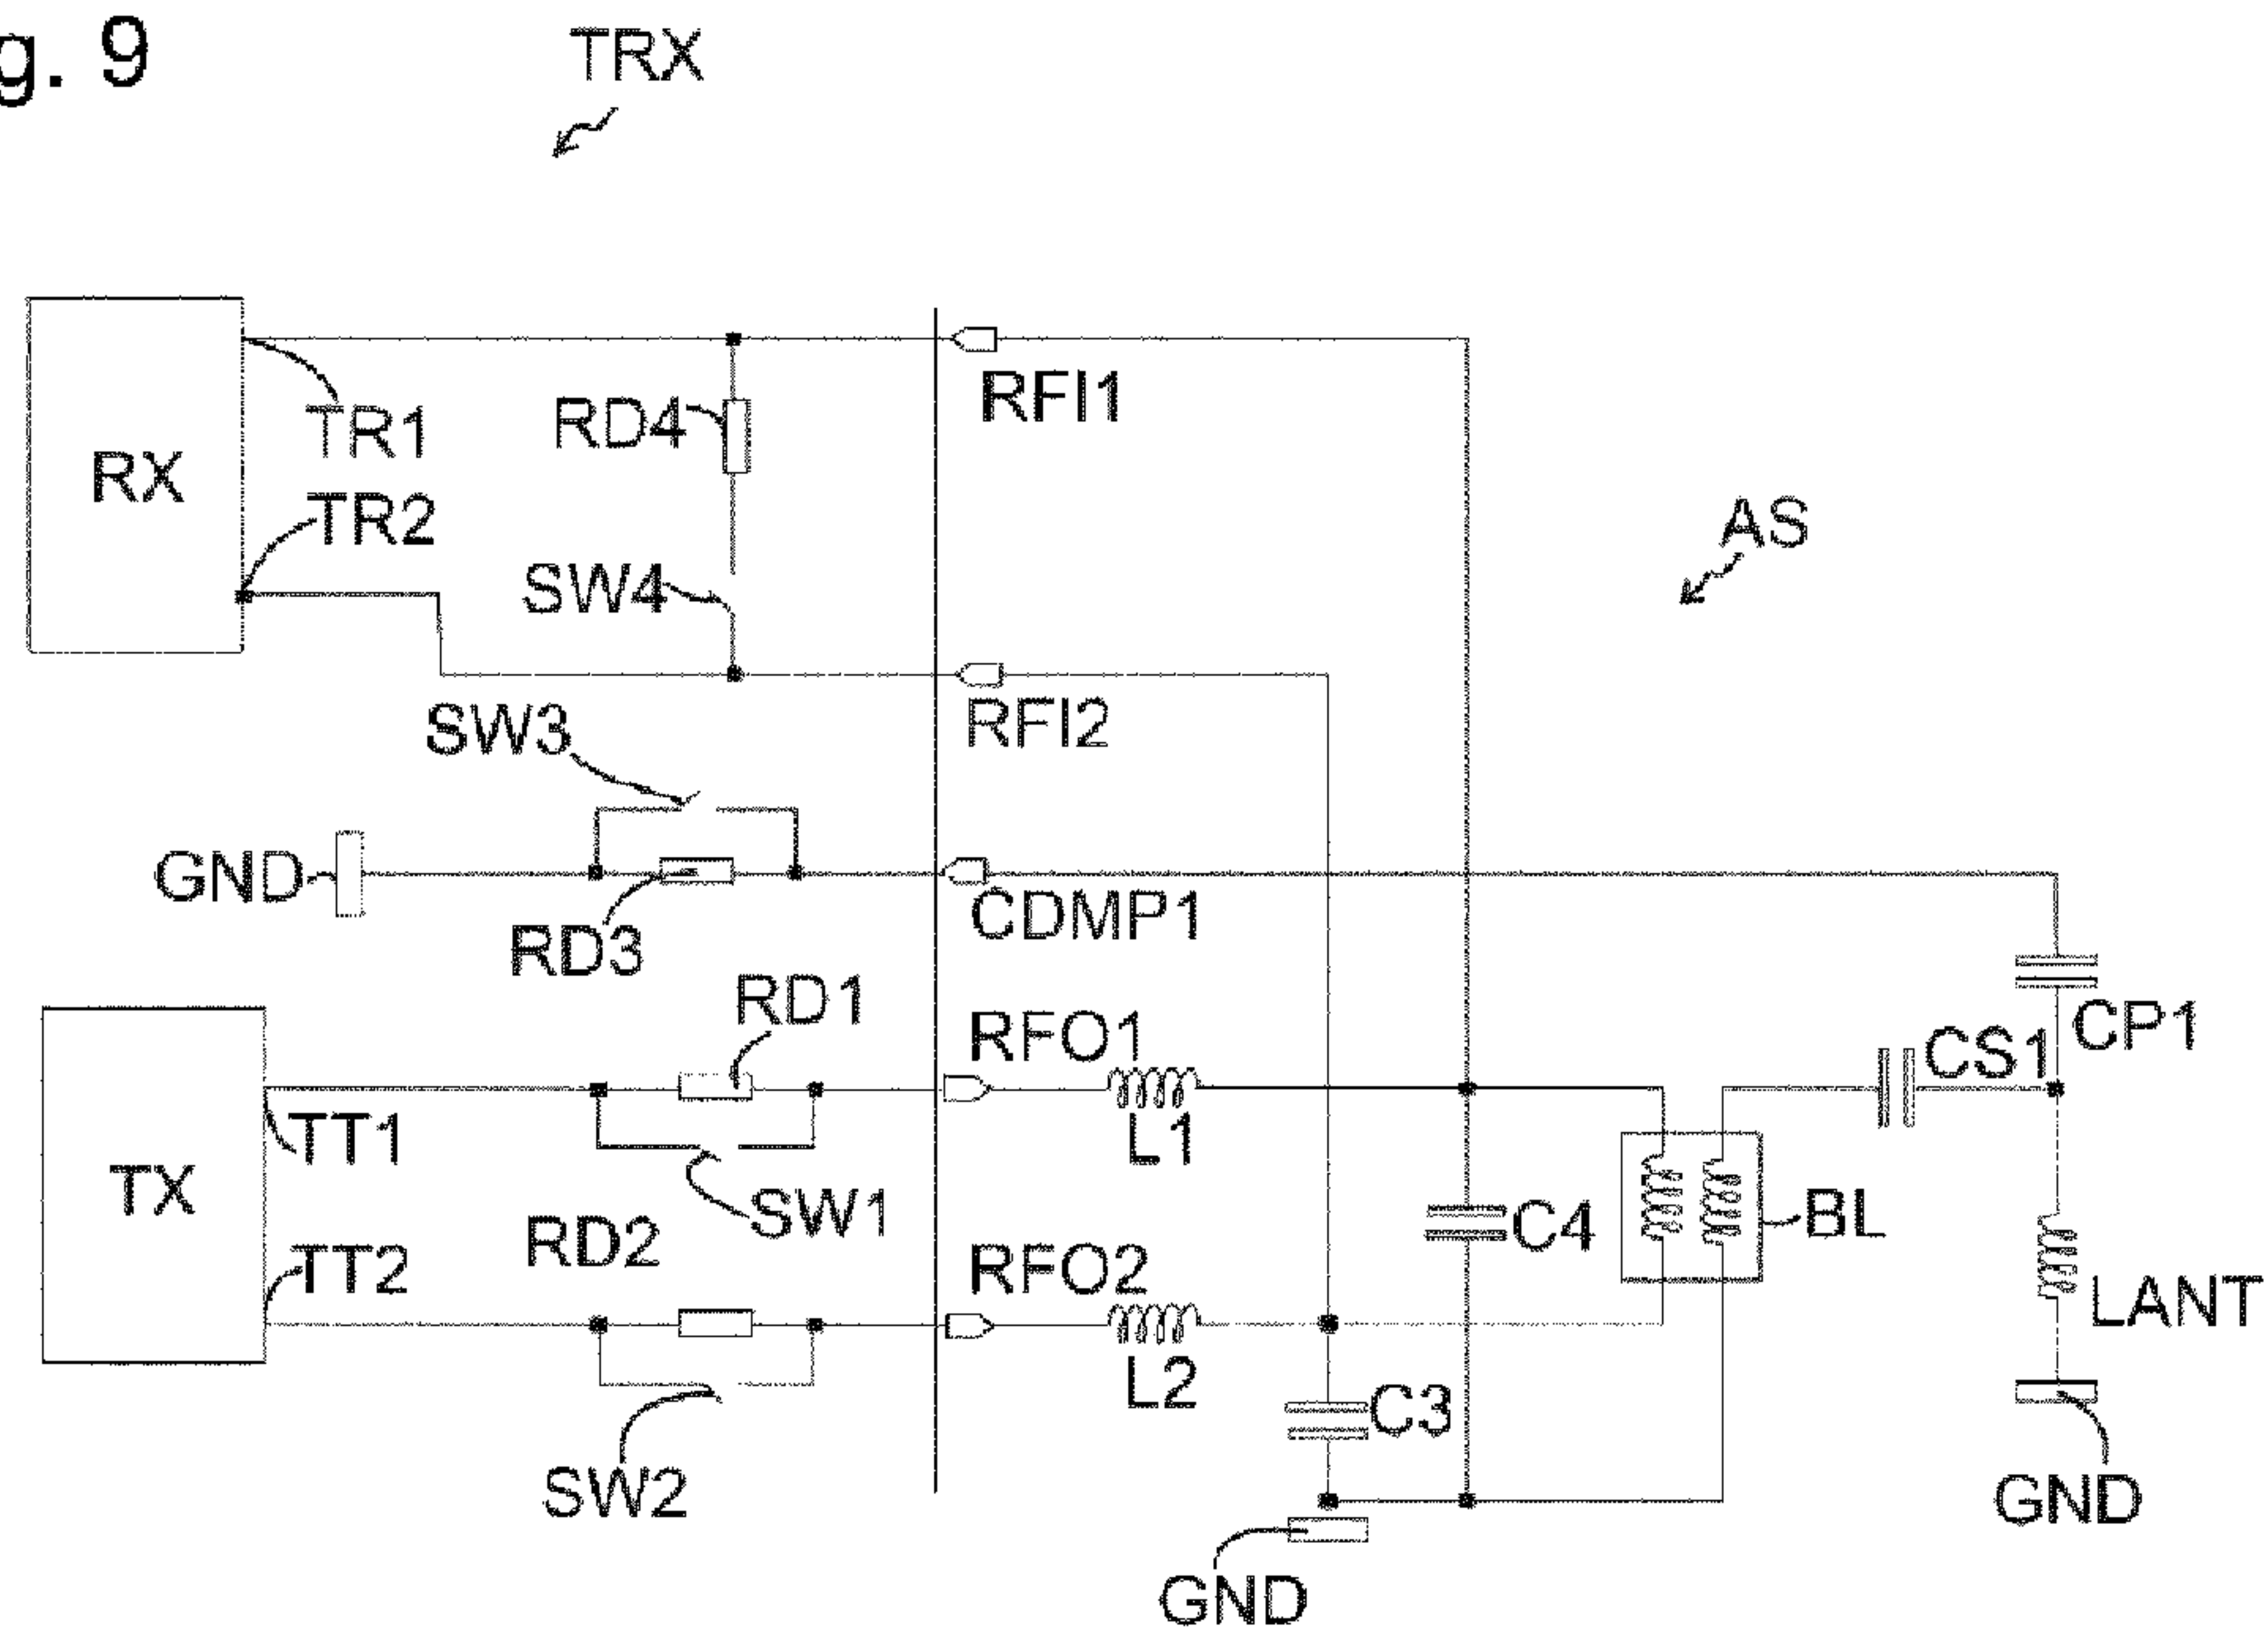 g. 9
TRX
RFI1
TR1
RD4
RX
TR2
AS
SW4
RFI2
SW3
GND
CDMP1
RD3
RD1
RFO1
CP1
CS1
TT1
L1
TX
SW1
BL
C4
RD2
TT2
RFO2
LANT
L2
C3
SW2
GND
GND